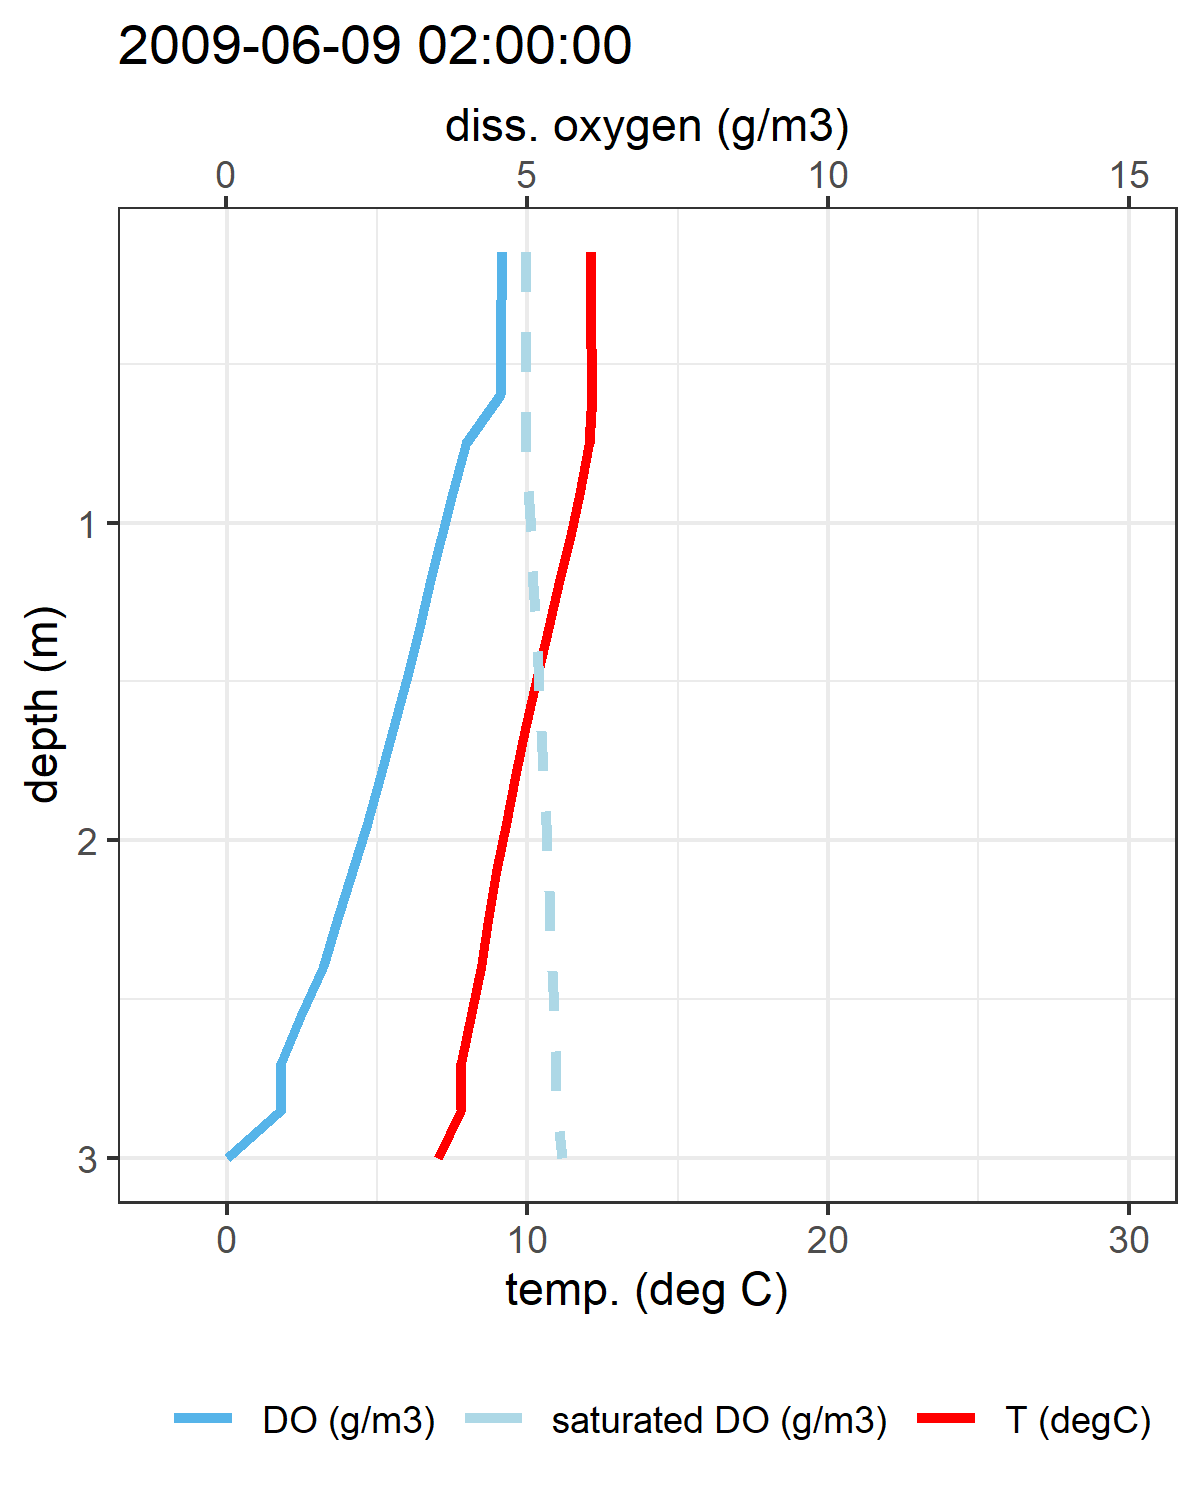 2009-06-09 02:00:00
diss. oxygen (g/m3)
0 5 10 15
depth (m)
1
2
3
0 10 20 30
temp. (deg C)
DO (g/m3) saturated DO (g/m3) T (degC)